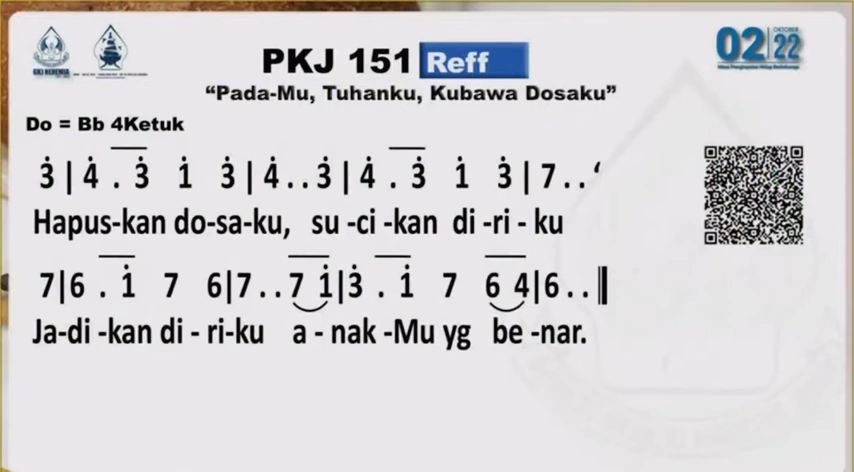 GKJ NEHEMIA
PKJ 151 Reff
02 OKTOBER 22
“Pada-Mu, Tuhanku, Kubawa Dosaku”
Do = Bb 4Ketuk
3̇ | 4̇ . 3̇ 1̇ 3̇ | 4̇ . . 3̇ | 4̇ . 3̇ 1̇ 3̇ | 7 . . ‘
Hapus-kan do-sa-ku, su -ci -kan di -ri - ku
7|6 . 1̇ 7 6|7 . . 7 1̇|3̇ . 1̇ 7 6 4|6 . . ‖
Ja-di -kan di - ri-ku a - nak -Mu yg be -nar.